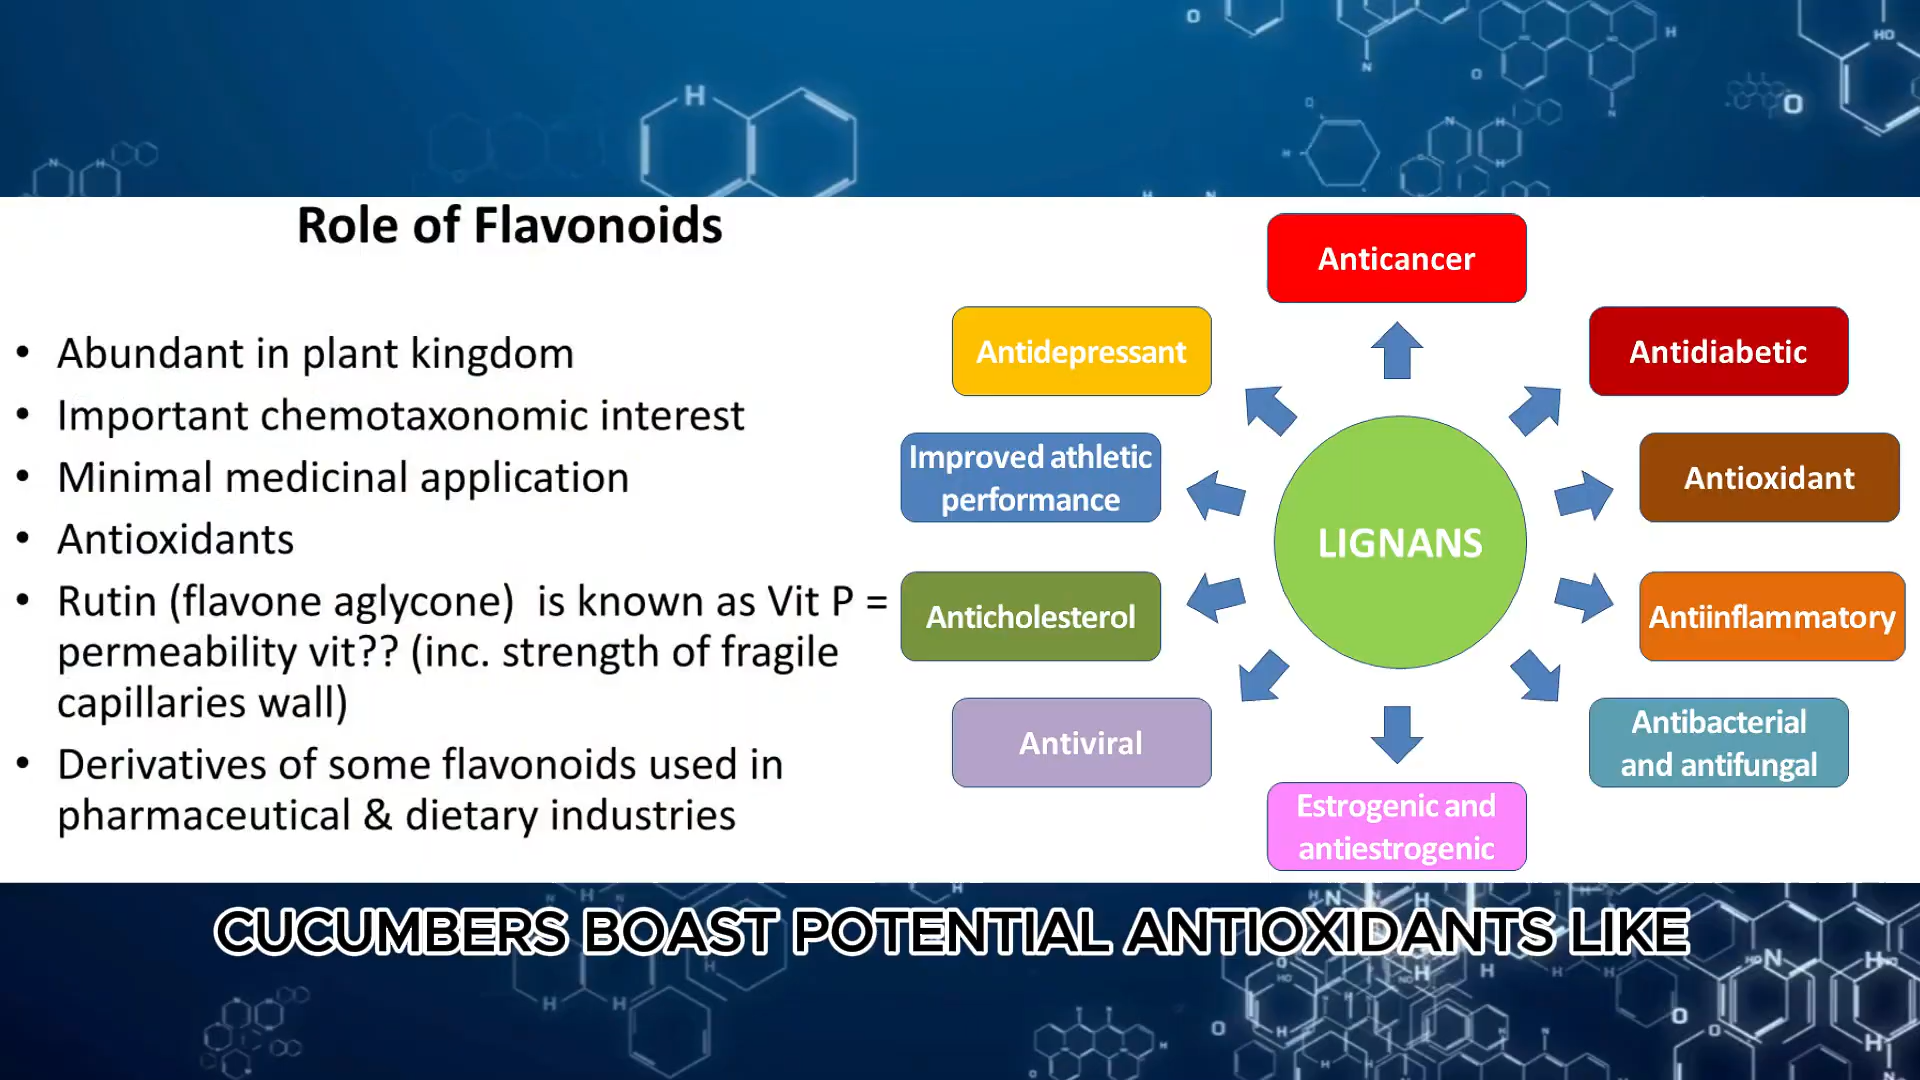 Role of Flavonoids
• Abundant in plant kingdom
• Important chemotaxonomic interest
• Minimal medicinal application
• Antioxidants
• Rutin (flavone aglycone)  is known as Vit P =
permeability vit?? (inc. strength of fragile
capillaries wall)
• Derivatives of some flavonoids used in
pharmaceutical & dietary industries
Anticancer
Antidepressant
Antidiabetic
Improved athletic
performance
Antioxidant
LIGNANS
Anticholesterol
Antiinflammatory
Antiviral
Antibacterial
and antifungal
Estrogenic and
antiestrogenic
CUCUMBERS BOAST POTENTIAL ANTIOXIDANTS LIKE